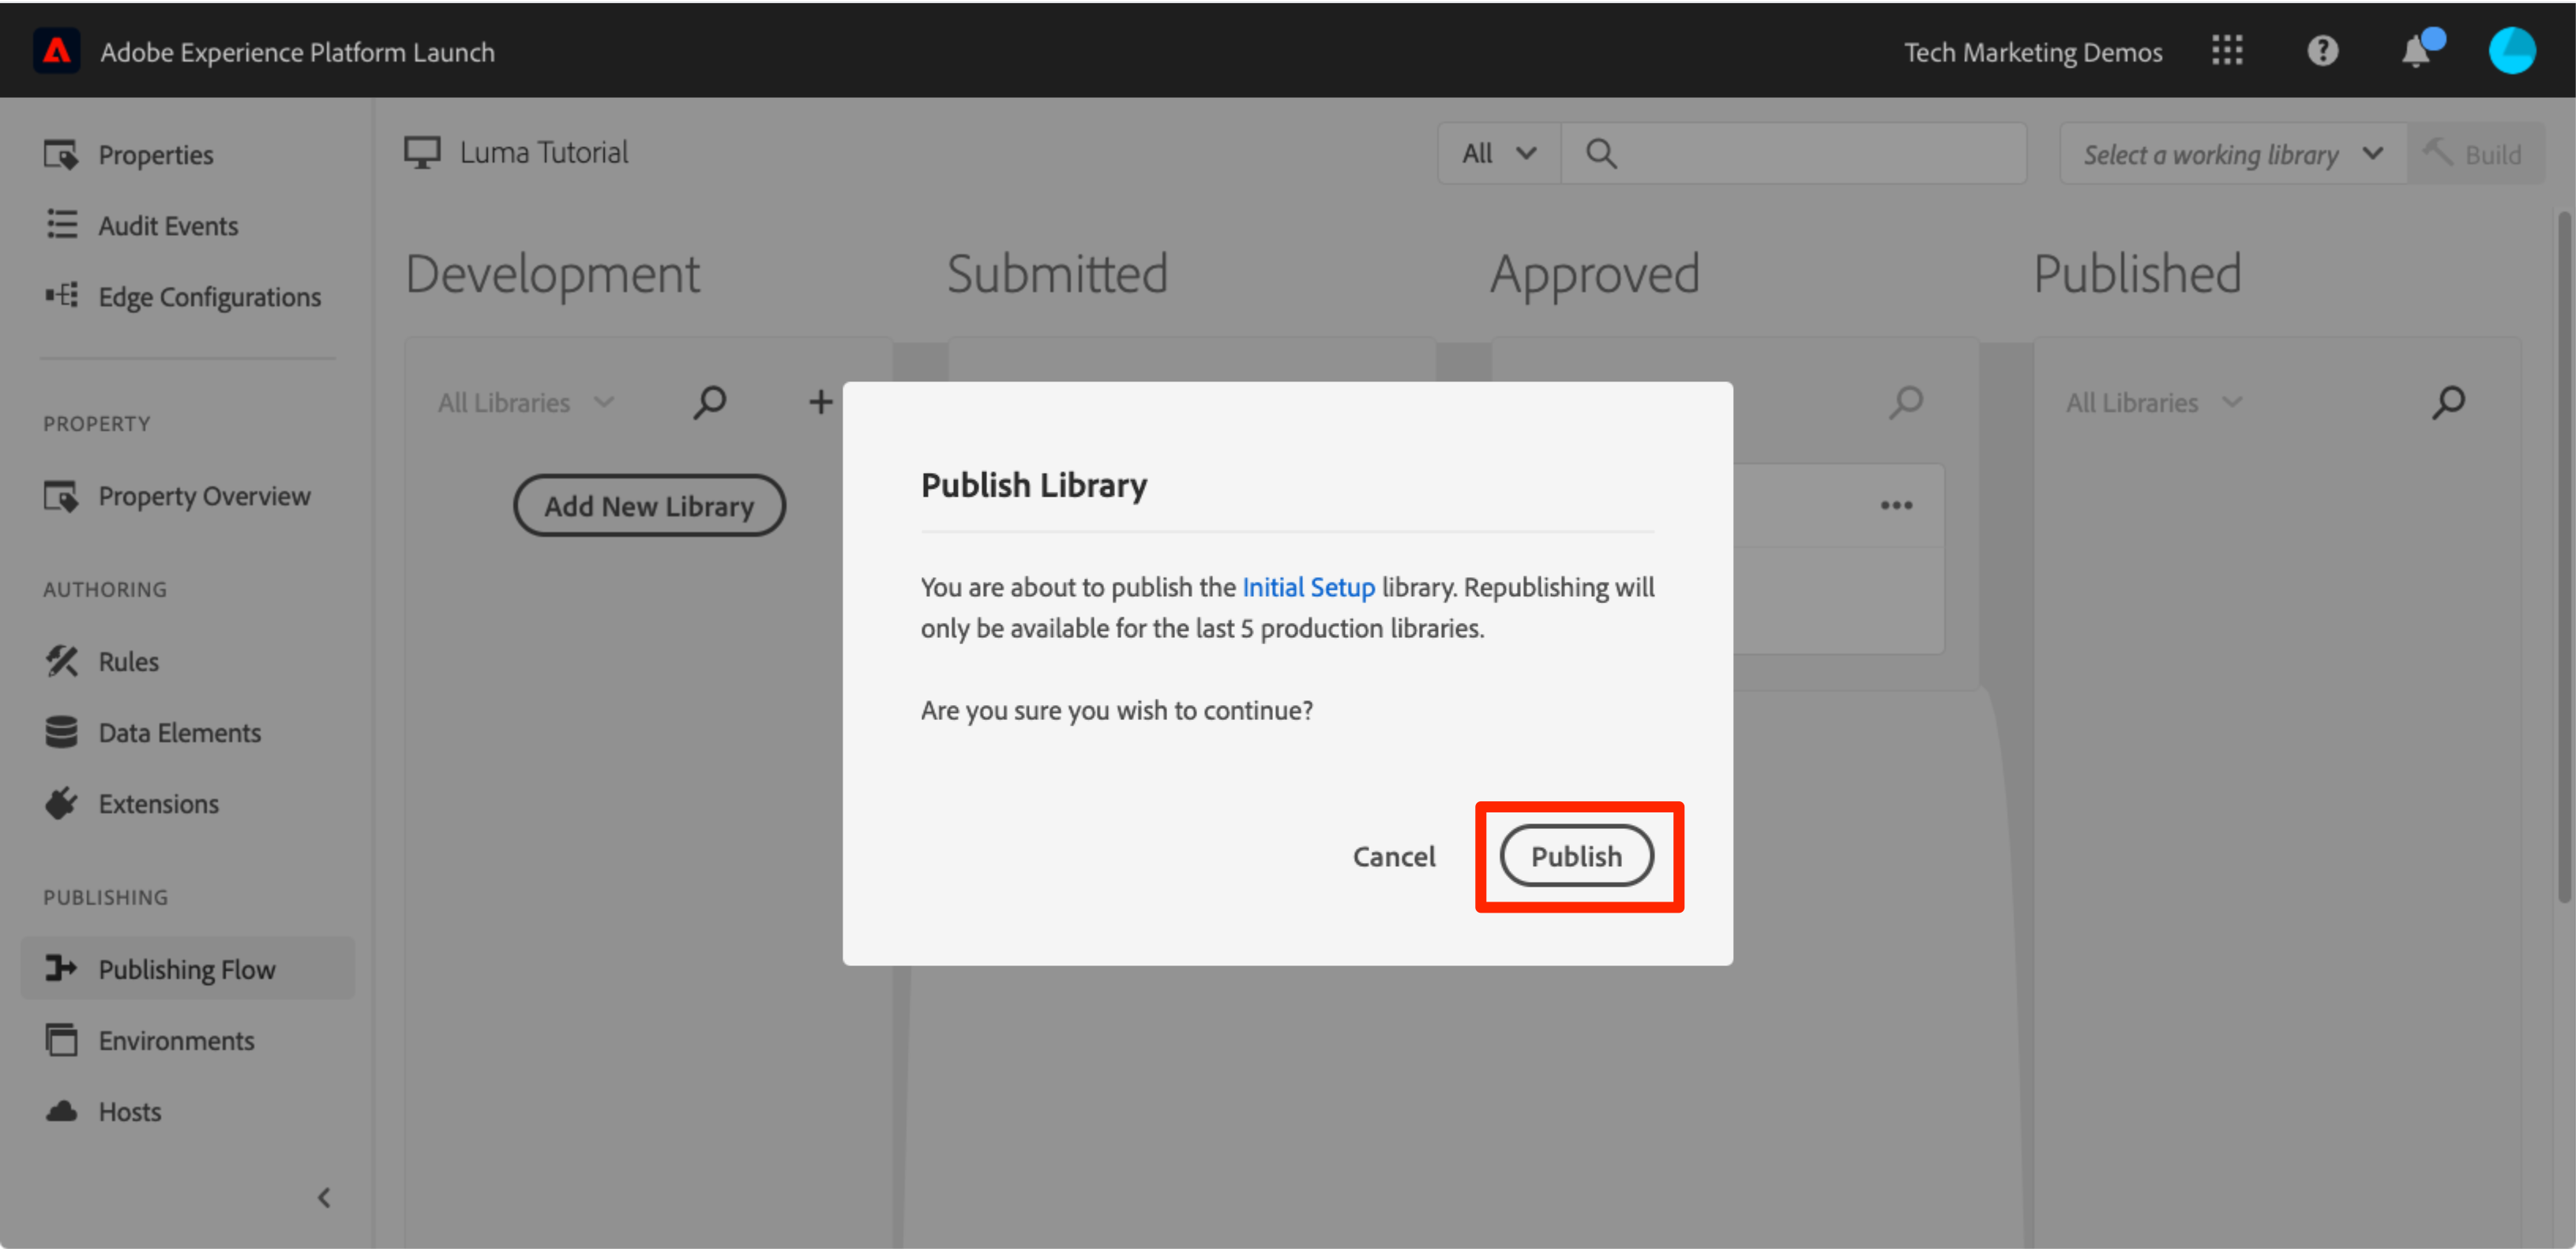 Adobe Experience Platform Launch
Tech Marketing Demos
Properties
Audit Events
Edge Configurations
PROPERTY
Property Overview
AUTHORING
Rules
Data Elements
Extensions
PUBLISHING
Publishing Flow
Environments
Hosts
Luma Tutorial
All
Select a working library
Build
Development
Submitted
Approved
Published
All Libraries
Add New Library
All Libraries
Publish Library
You are about to publish the Initial Setup library. Republishing will
only be available for the last 5 production libraries.
Are you sure you wish to continue?
Cancel
Publish